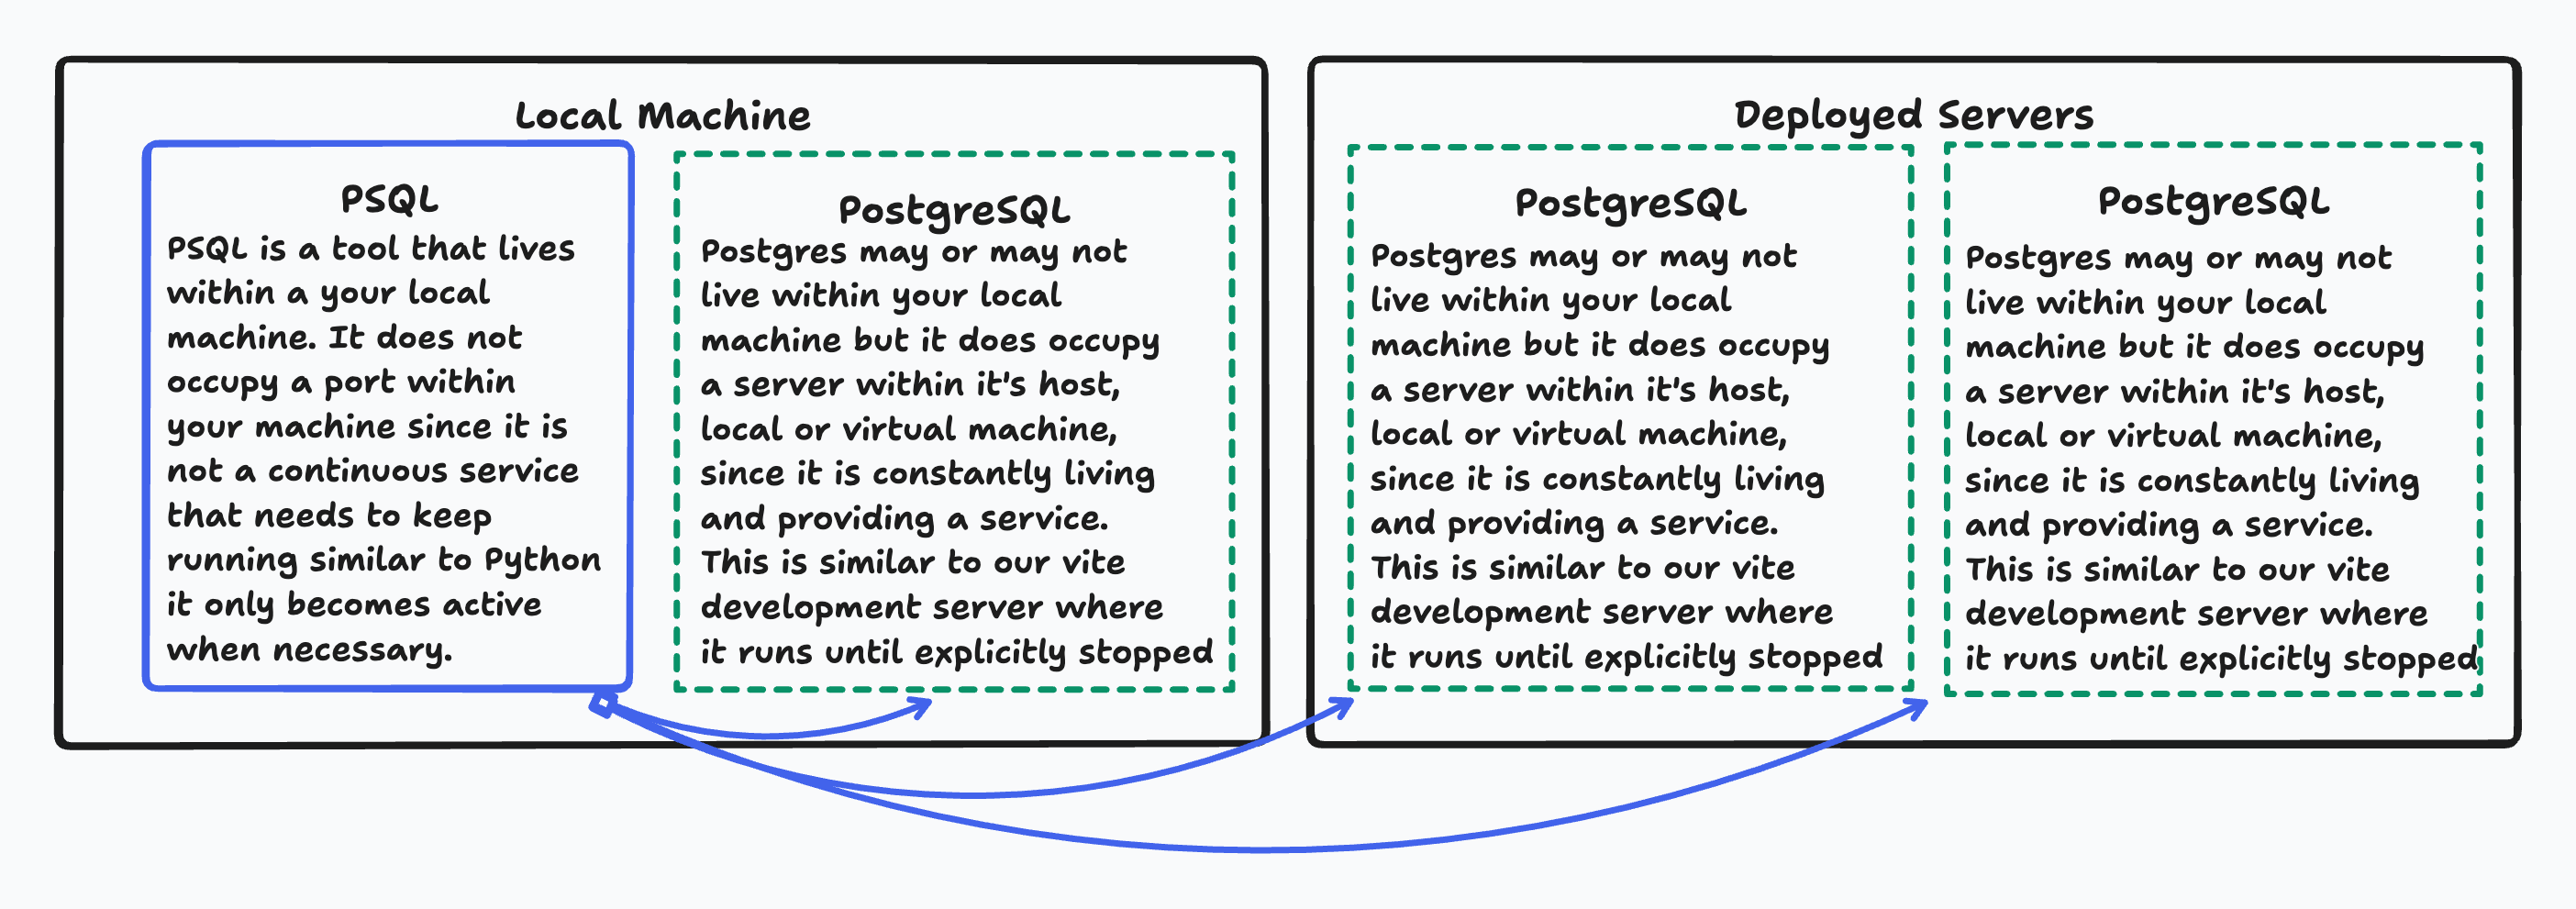 Local Machine
PSQL
PSQL is a tool that lives
within a your local
machine. It does not
occupy a port within
your machine since it is
not a continuous service
that needs to keep
running similar to Python
it only becomes active
when necessary.
PostgreSQL
Postgres may or may not
live within your local
machine but it does occupy
a server within it's host,
local or virtual machine,
since it is constantly living
and providing a service.
This is similar to our vite
development server where
it runs until explicitly stopped
Deployed Servers
PostgreSQL
Postgres may or may not
live within your local
machine but it does occupy
a server within it's host,
local or virtual machine,
since it is constantly living
and providing a service.
This is similar to our vite
development server where
it runs until explicitly stopped
PostgreSQL
Postgres may or may not
live within your local
machine but it does occupy
a server within it's host,
local or virtual machine,
since it is constantly living
and providing a service.
This is similar to our vite
development server where
it runs until explicitly stopped